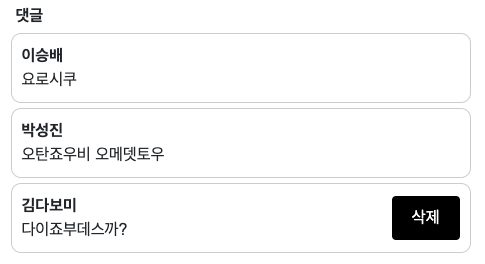 댓글
이승배
요로시쿠
박성진
오탄죠우비 오메뎃토우
김다보미
다이죠부데스까?
삭제